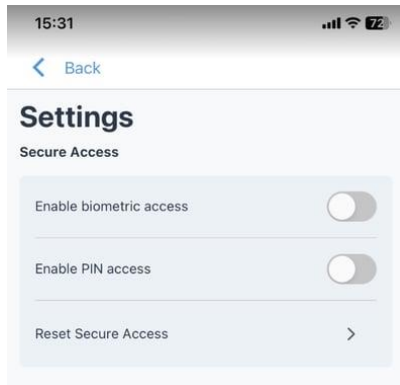 15:31
72
Back
Settings
Secure Access
Enable biometric access
Enable PIN access
Reset Secure Access